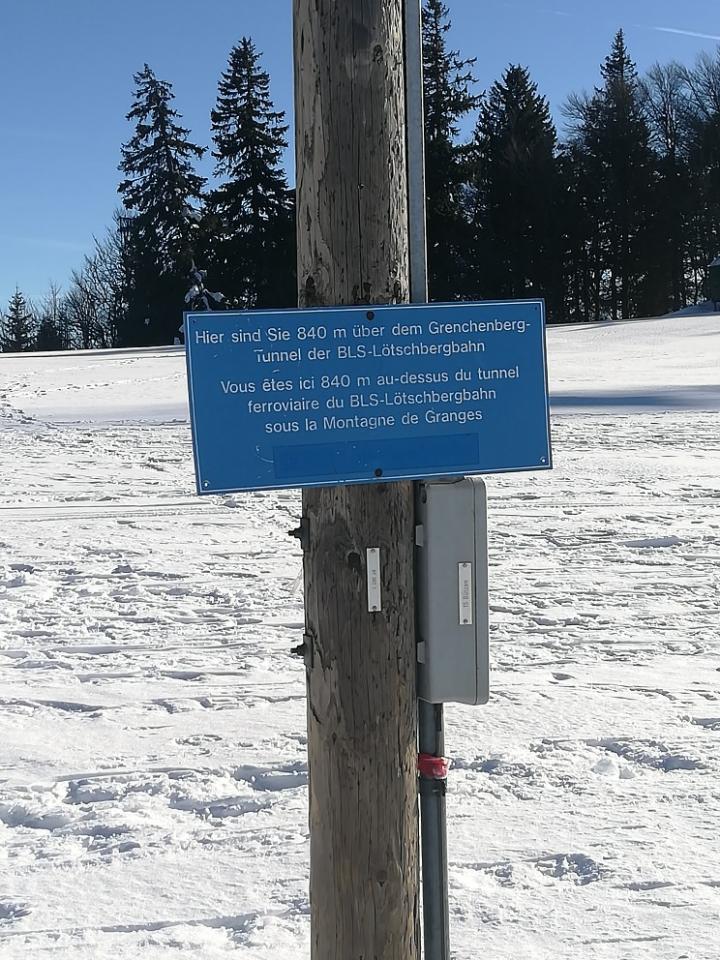 Hier sind Sie 840 m über dem Grenchenberg-
Tunnel der BLS-Lötschbergbahn
Vous êtes ici 840 m au-dessus du tunnel
ferroviaire du BLS-Lötschbergbahn
sous la Montagne de Granges